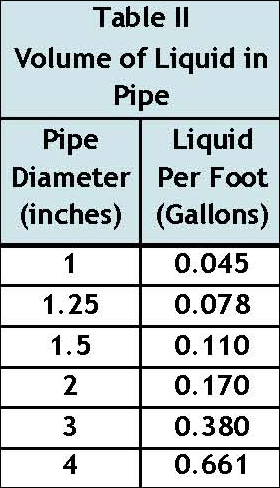 Table II
Volume of Liquid in
Pipe
Pipe Diameter (inches) Liquid Per Foot (Gallons)
1 0.045
1.25 0.078
1.5 0.110
2 0.170
3 0.380
4 0.661